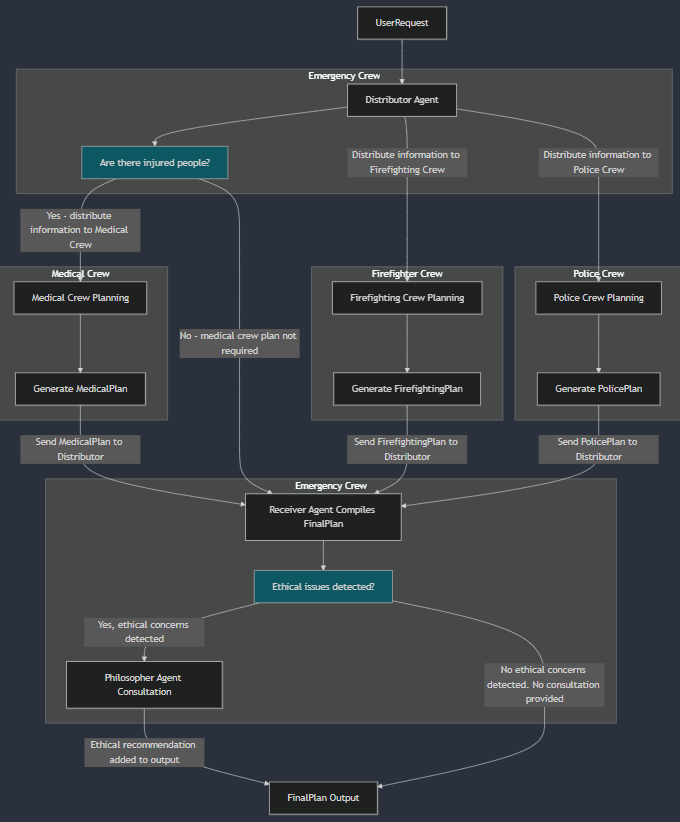 UserRequest
Emergency Crew
Distributor Agent
Are there injured people?
Distribute information to
Firefighting Crew
Distribute information to
Police Crew
Yes - distribute
information to Medical
Crew
Medical Crew
Medical Crew Planning
Generate MedicalPlan
No - medical crew plan not
required
Firefighter Crew
Firefighting Crew Planning
Generate FirefightingPlan
Police Crew
Police Crew Planning
Generate PolicePlan
Send MedicalPlan to
Distributor
Send FirefightingPlan to
Distributor
Send PolicePlan to
Distributor
Emergency Crew
Receiver Agent Compiles
FinalPlan
Ethical issues detected?
Yes, ethical concerns
detected
Philosopher Agent
Consultation
No ethical concerns
detected. No consultation
provided
Ethical recommendation
added to output
FinalPlan Output